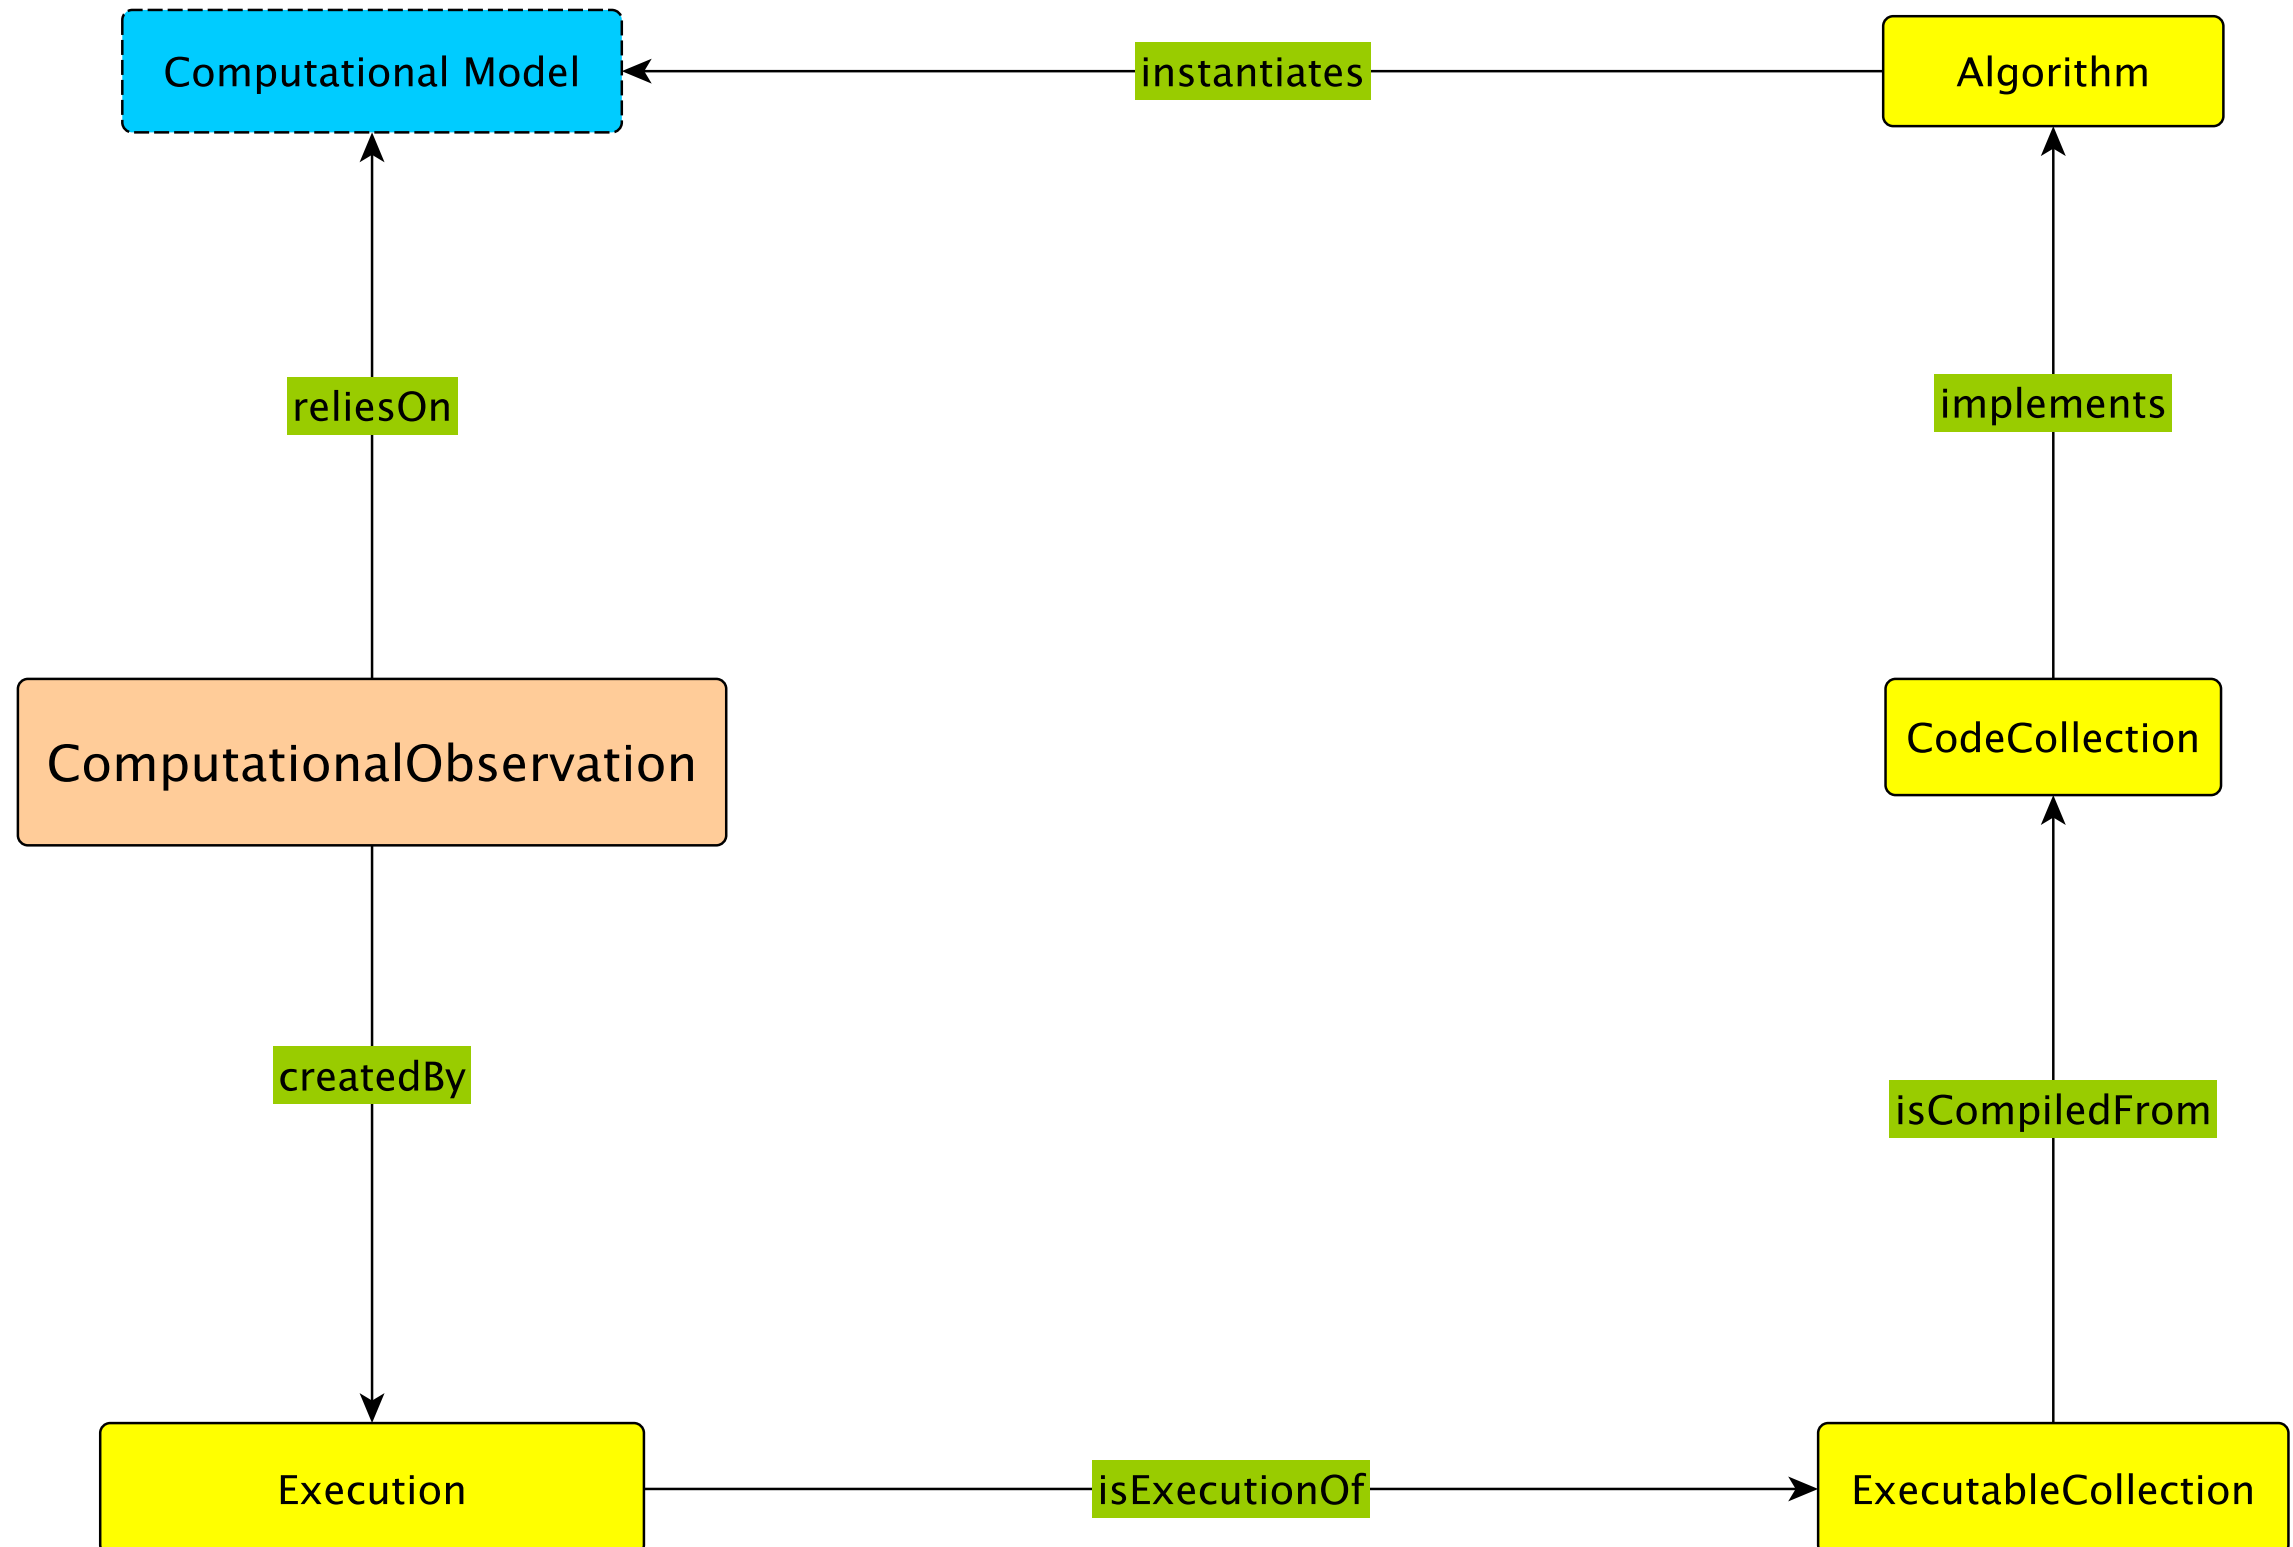 Computational Model
instantiates
Algorithm
reliesOn
implements
ComputationalObservation
CodeCollection
createdBy
isCompiledFrom
Execution
isExecutionOf
ExecutableCollection